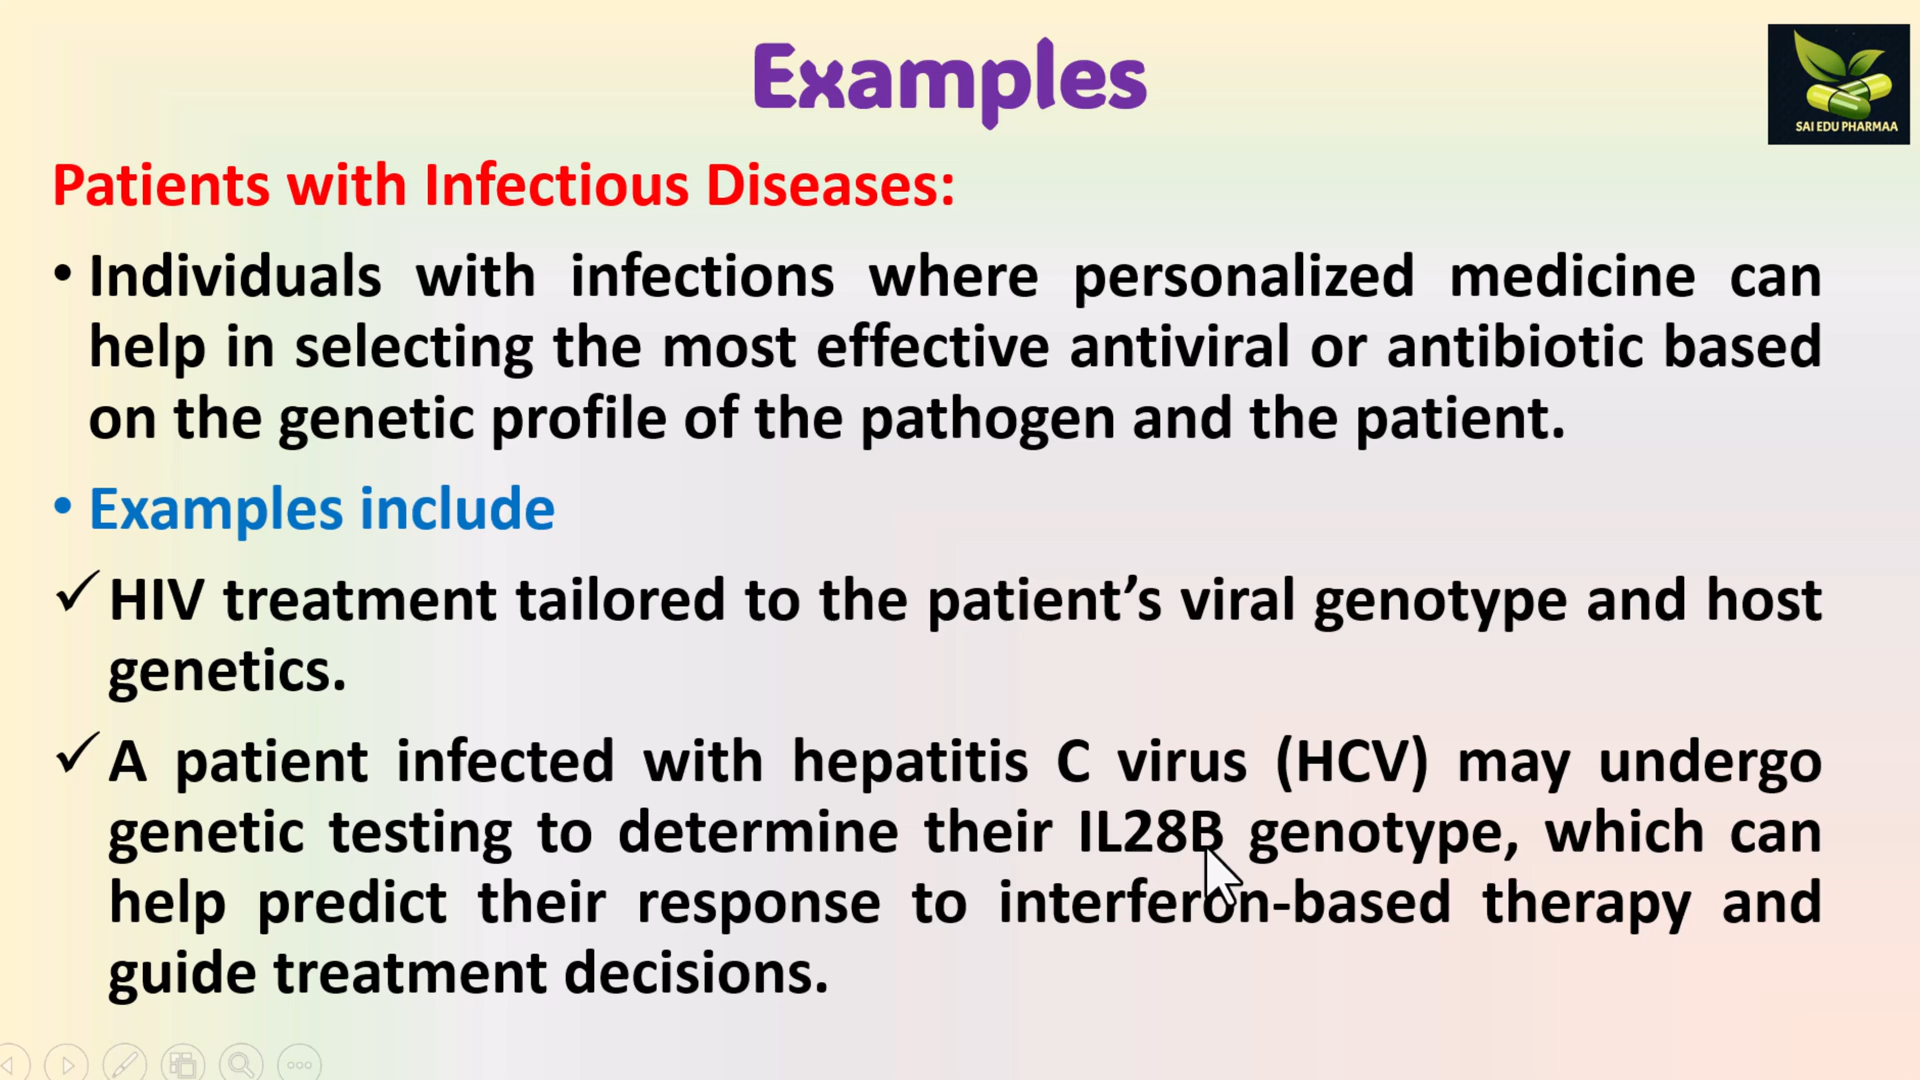 Examples
SAI EDU PHARMAA
Patients with Infectious Diseases:
• Individuals with infections where personalized medicine can
help in selecting the most effective antiviral or antibiotic based
on the genetic profile of the pathogen and the patient.
• Examples include
✓ HIV treatment tailored to the patient’s viral genotype and host
genetics.
✓ A patient infected with hepatitis C virus (HCV) may undergo
genetic testing to determine their IL28B genotype, which can
help predict their response to interferon-based therapy and
guide treatment decisions.